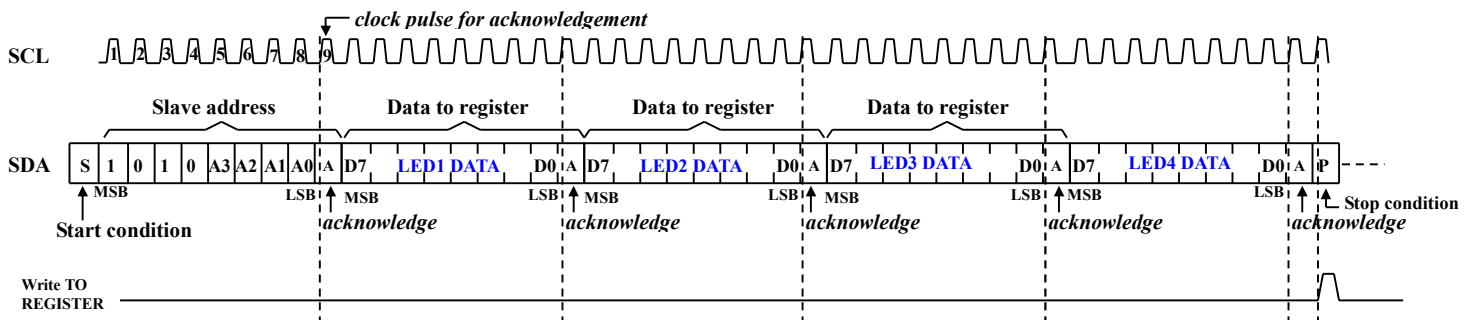 clock pulse for acknowledgement
SCL 1 2 3 4 5 6 7 8 9
Slave address Data to register Data to register Data to register
SDA S 1 0 1 0 A3 A2 A1 A0 A D7 LED1 DATA D0 A D7 LED2 DATA D0 A D7 LED3 DATA D0 A D7 LED4 DATA D0 A P
MSB LSB MSB LSB MSB LSB MSB LSB MSB LSB Stop condition
Start condition acknowledge acknowledge acknowledge acknowledge acknowledge
Write TO
REGISTER